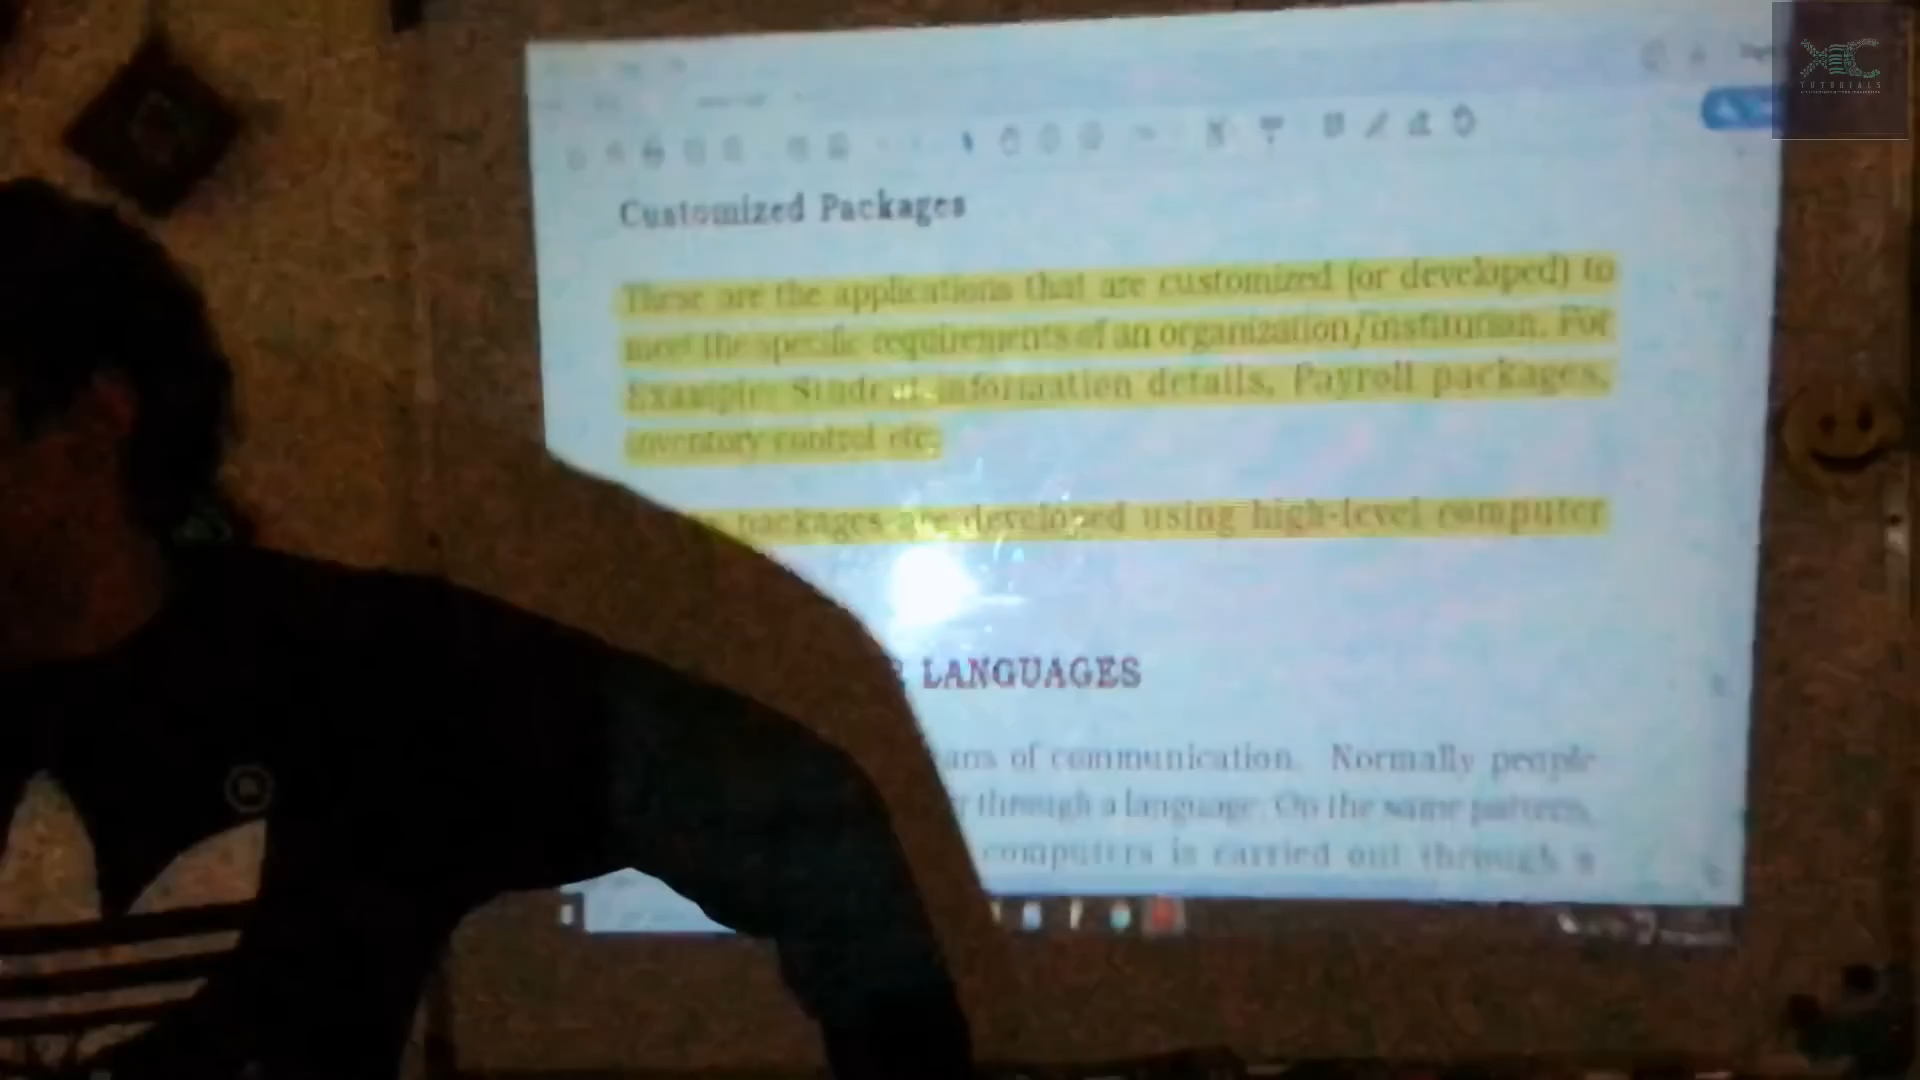 TUTORIALS
Customized Packages
These are the applications that are customized (or developed) to
meet the specific requirements of an organization/institution. For
Example: Student information details, Payroll packages,
inventory control etc.
packages are developed using high-level computer
LANGUAGES
of communication. Normally people
through a language. On the same pattern,
computers is carried out through a